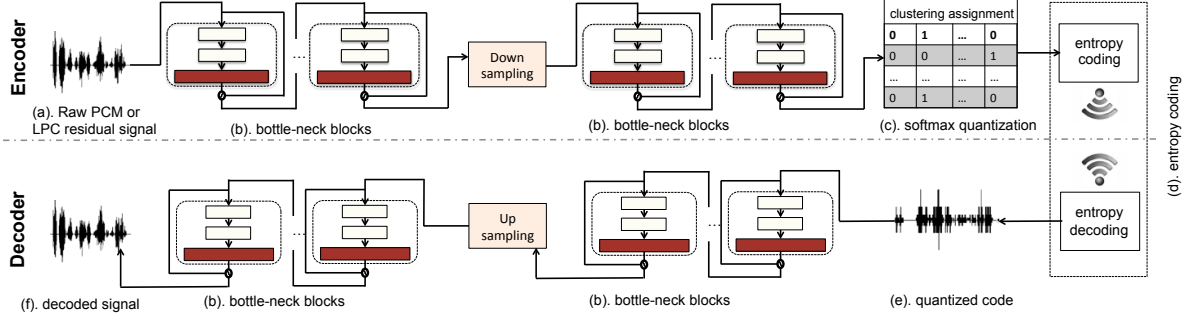 Encoder
(a). Raw PCM or
LPC residual signal
...
(b). bottle-neck blocks
Down
sampling
...
(b). bottle-neck blocks
clustering assignment
0 1 ... 0
0 0 ... 1
... ... ...
0 1 ... 0
(c). softmax quantization
entropy
coding
(d). entropy coding
Decoder
(f). decoded signal
...
(b). bottle-neck blocks
Up
sampling
...
(b). bottle-neck blocks
(e). quantized code
entropy
decoding